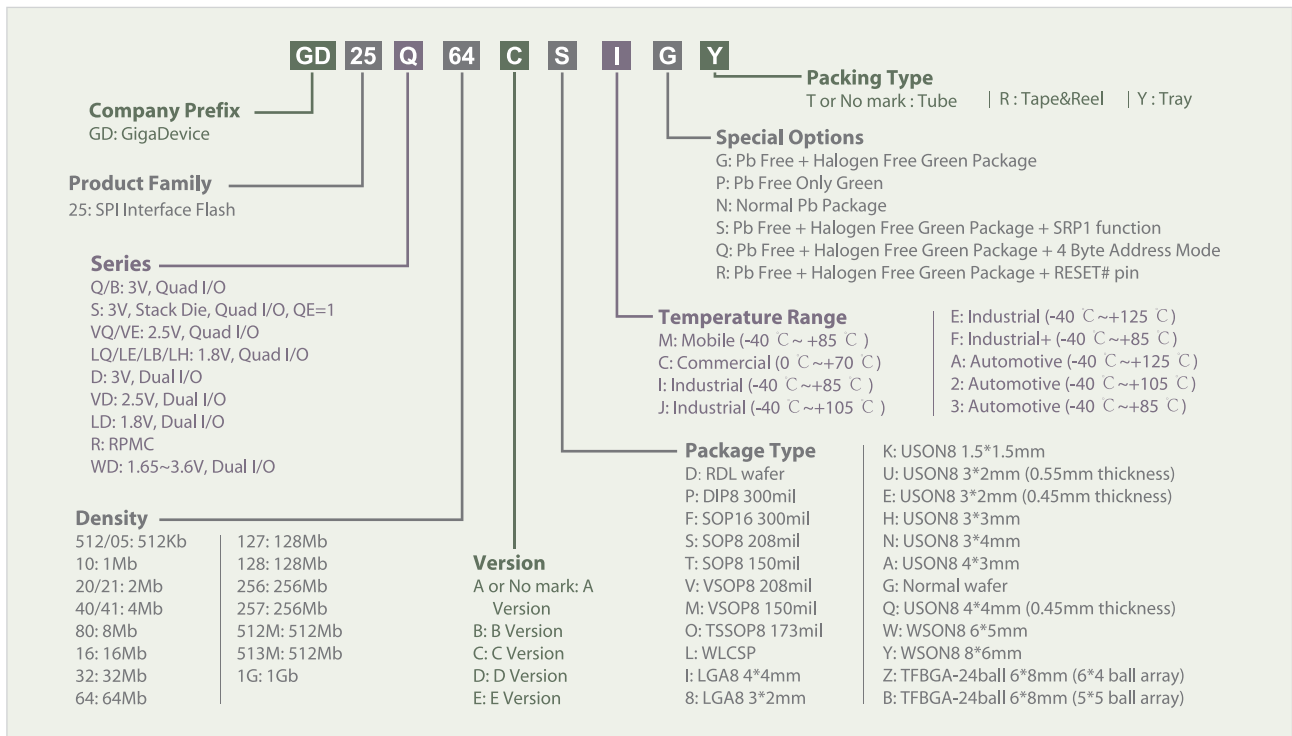 GD 25 Q 64 C S I G Y
Packing Type
T or No mark : Tube | R : Tape&Reel | Y : Tray
Company Prefix
GD: GigaDevice
Special Options
G: Pb Free + Halogen Free Green Package
P: Pb Free Only Green
N: Normal Pb Package
S: Pb Free + Halogen Free Green Package + SRP1 function
Q: Pb Free + Halogen Free Green Package + 4 Byte Address Mode
R: Pb Free + Halogen Free Green Package + RESET# pin
Product Family
25: SPI Interface Flash
Series
Q/B: 3V, Quad I/O
S: 3V, Stack Die, Quad I/O, QE=1
VQ/VE: 2.5V, Quad I/O
LQ/LE/LB/LH: 1.8V, Quad I/O
D: 3V, Dual I/O
VD: 2.5V, Dual I/O
LD: 1.8V, Dual I/O
R: RPMC
WD: 1.65~3.6V, Dual I/O
Temperature Range
M: Mobile (-40 ℃~ +85 ℃ )
C: Commercial (0 ℃~+70 ℃)
I: Industrial (-40 ℃~+85 ℃ )
J: Industrial (-40 ℃~+105 ℃ )
E: Industrial (-40 ℃~+125 ℃)
F: Industrial+ (-40 ℃~+85 ℃)
A: Automotive (-40 ℃~+125 ℃)
2: Automotive (-40 ℃~+105 ℃)
3: Automotive (-40 ℃~+85 ℃)
Package Type
D: RDL wafer
P: DIP8 300mil
F: SOP16 300mil
S: SOP8 208mil
T: SOP8 150mil
V: VSOP8 208mil
M: VSOP8 150mil
O: TSSOP8 173mil
L: WLCSP
I: LGA8 4*4mm
8: LGA8 3*2mm
K: USON8 1.5*1.5mm
U: USON8 3*2mm (0.55mm thickness)
E: USON8 3*2mm (0.45mm thickness)
H: USON8 3*3mm
N: USON8 3*4mm
A: USON8 4*3mm
G: Normal wafer
Q: USON8 4*4mm (0.45mm thickness)
W: WSON8 6*5mm
Y: WSON8 8*6mm
Z: TFBGA-24ball 6*8mm (6*4 ball array)
B: TFBGA-24ball 6*8mm (5*5 ball array)
Density
512/05: 512Kb
10: 1Mb
20/21: 2Mb
40/41: 4Mb
80: 8Mb
16: 16Mb
32: 32Mb
64: 64Mb
127: 128Mb
128: 128Mb
256: 256Mb
257: 256Mb
512M: 512Mb
513M: 512Mb
1G: 1Gb
Version
A or No mark: A
Version
B: B Version
C: C Version
D: D Version
E: E Version